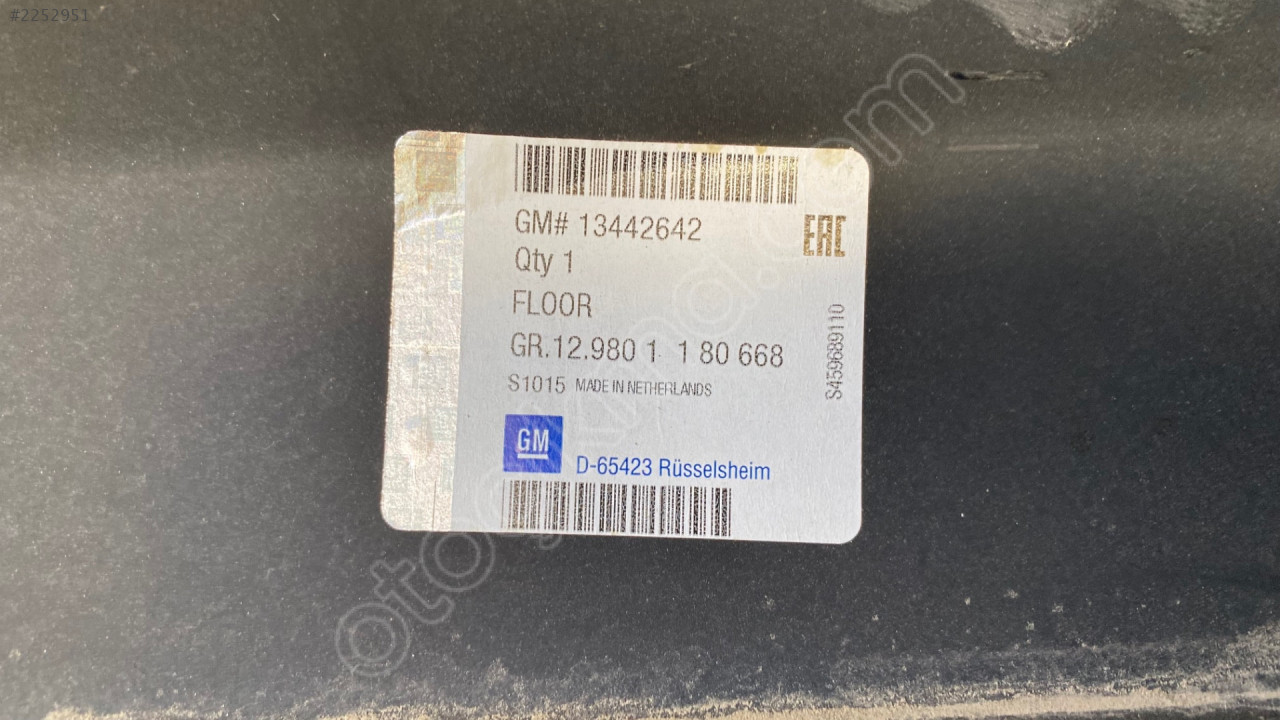 #2252951
GM# 13442642
Qty 1
FLOOR
GR.12.980 1 1 80 668
S1015 MADE IN NETHERLANDS
EAC
S459689110
GM
D-65423 Rüsselsheim